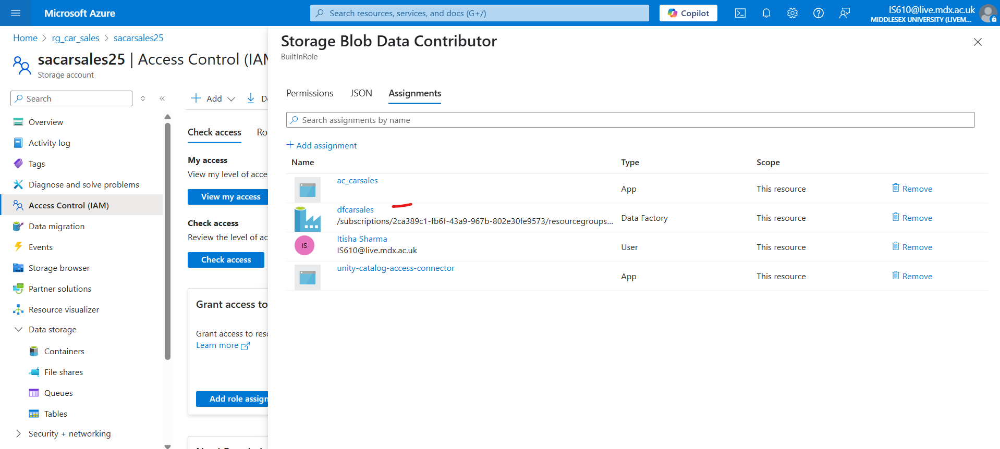 Microsoft Azure
Search resources, services, and docs (G+/)
Copilot
IS610@live.mdx.ac.uk
MIDDLESEX UNIVERSITY (LIVEM...
Home > rg_car_sales > sacarsales25
sacarsales25 | Access Control (IAM
Storage account
Search
Overview
Activity log
Tags
Diagnose and solve problems
Access Control (IAM)
Data migration
Events
Storage browser
Partner solutions
Resource visualizer
Data storage
Containers
File shares
Queues
Tables
Security + networking
Add
Check access
Ro
My access
View my level of acce
View my access
Check access
Review the level of ac
Check access
Grant access to
Grant access to reso
Learn more
Add role assign
Storage Blob Data Contributor
BuiltInRole
Permissions
JSON
Assignments
Search assignments by name
Add assignment
Name Type Scope
ac_carsales
App This resource Remove
dfcarsales
/subscriptions/2ca389c1-fb6f-43a9-967b-802e30fe9573/resourcegroups...
Data Factory This resource Remove
IS
Itisha Sharma
IS610@live.mdx.ac.uk
User This resource Remove
unity-catalog-access-connector
App This resource Remove